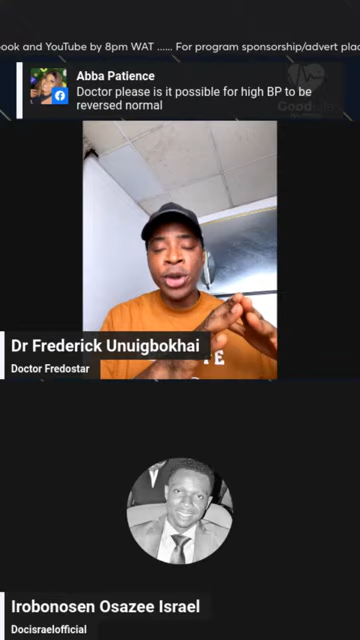 ook and YouTube by 8pm WAT ...... For program sponsorship/advert plac
Abba Patience
Doctor please is it possible for high BP to be
reversed normal
Dr Frederick Unuigbokhai
Doctor Fredostar
Irobonosen Osazee Israel
Docisraelofficial